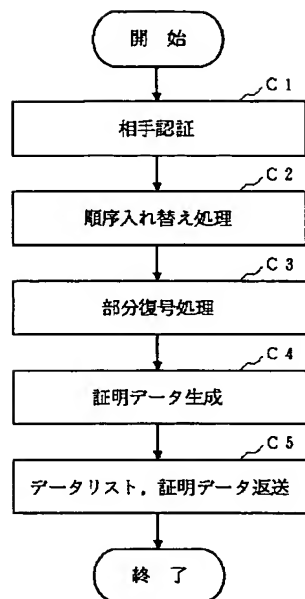 開 始
C 1
相手認証
C 2
順序入れ替え処理
C 3
部分復号処理
C 4
証明データ生成
C 5
データリスト，証明データ返送
終 了